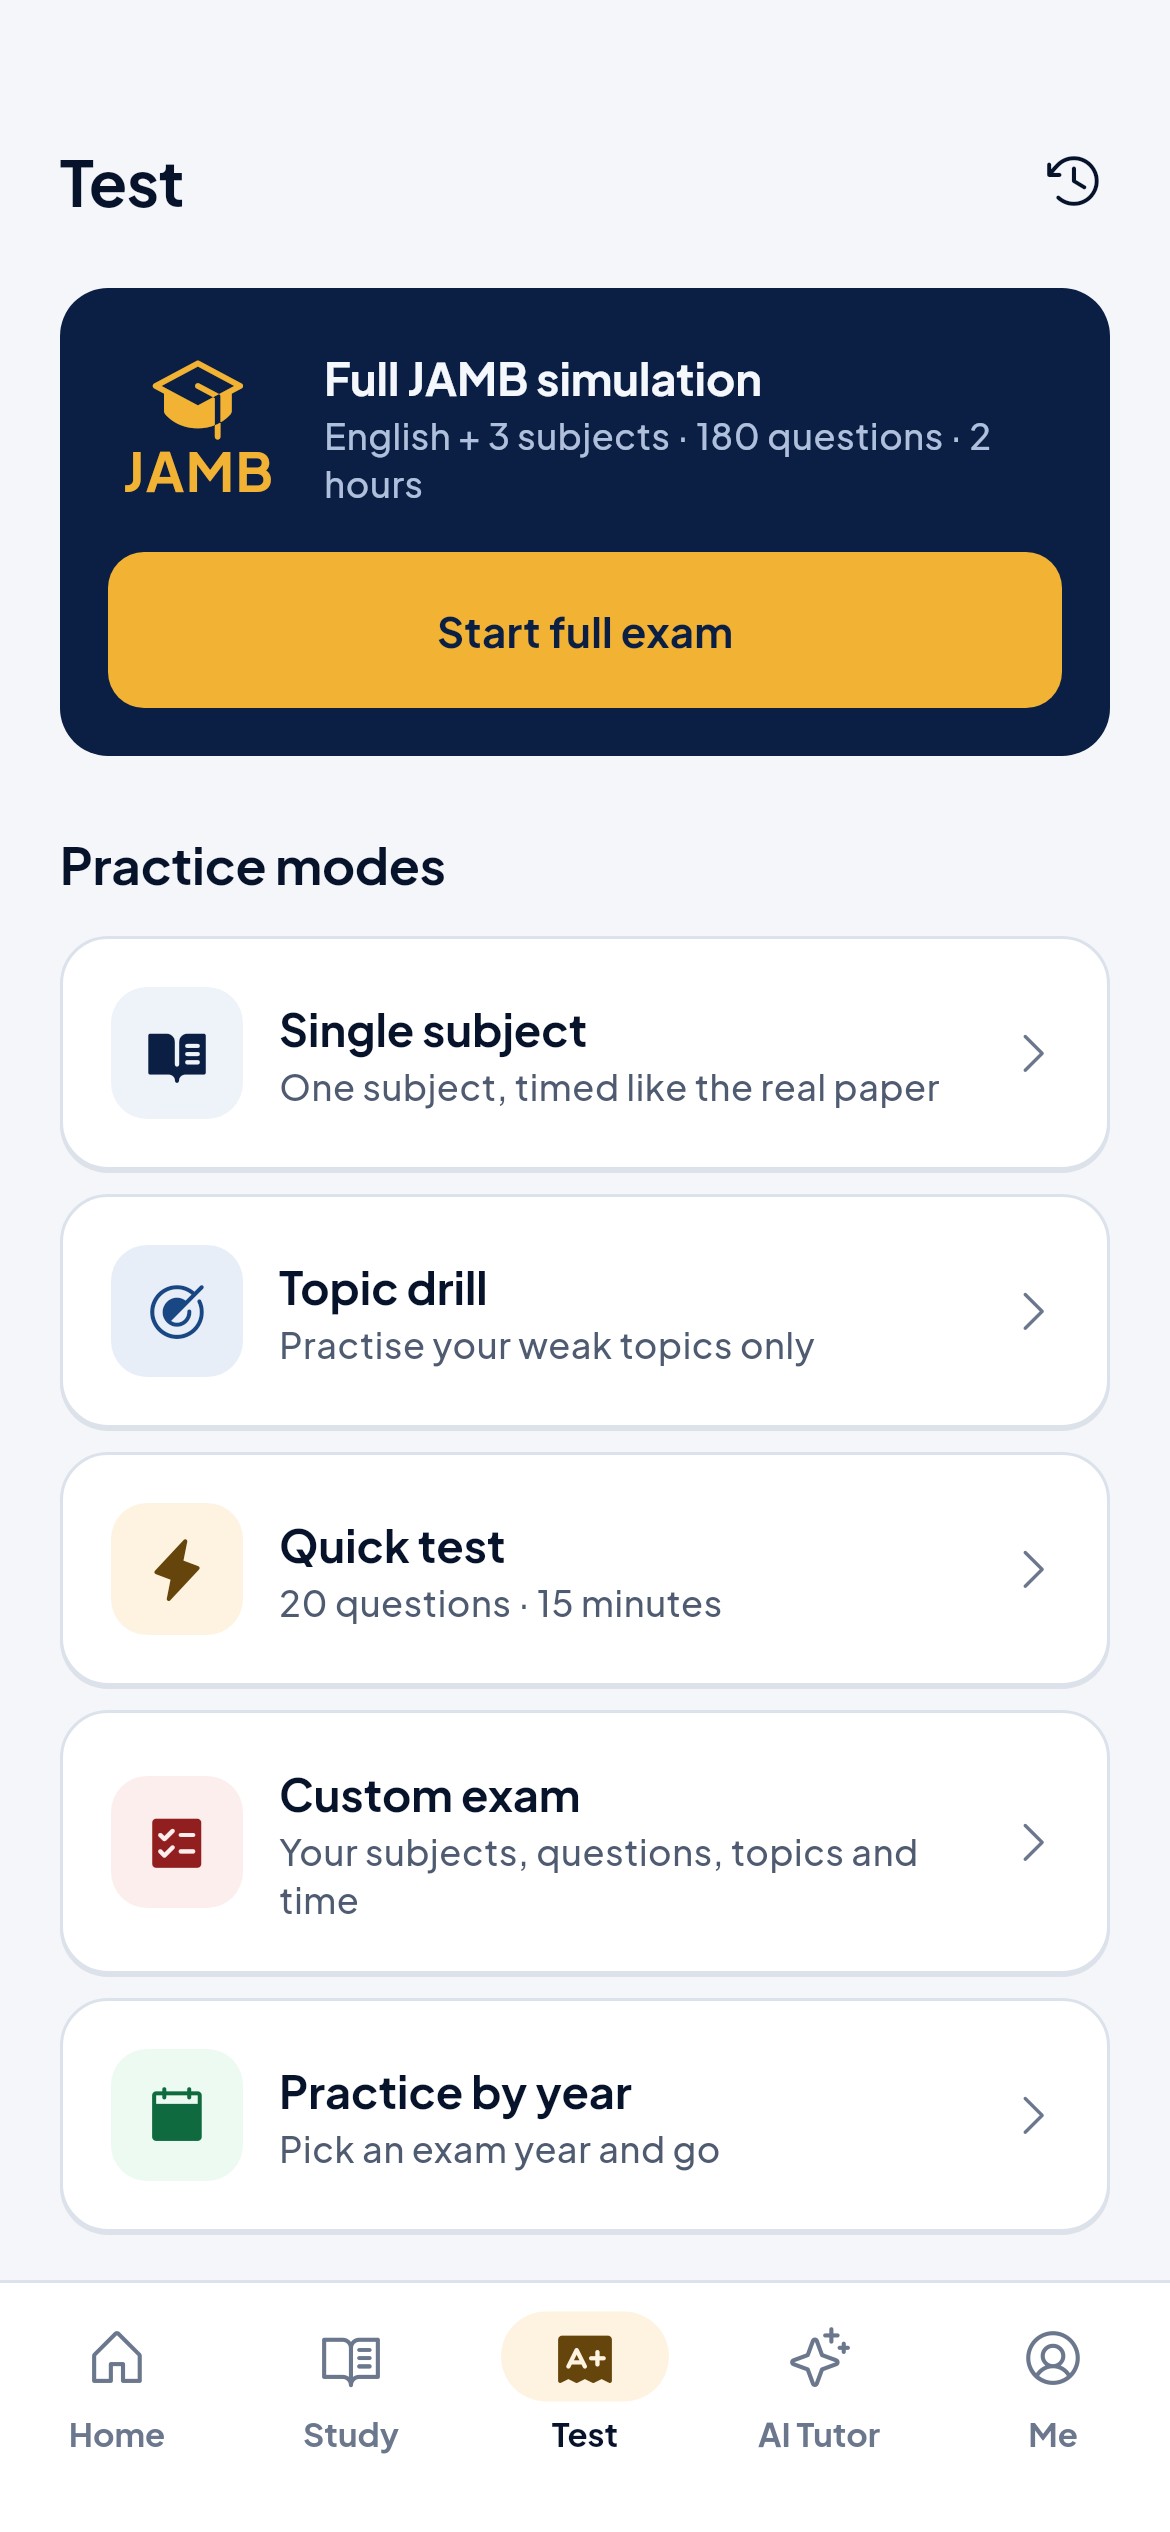 Test
Full JAMB simulation
English + 3 subjects · 180 questions · 2
hours
JAMB
Start full exam
Practice modes
Single subject
One subject, timed like the real paper
Topic drill
Practise your weak topics only
Quick test
20 questions · 15 minutes
Custom exam
Your subjects, questions, topics and
time
Practice by year
Pick an exam year and go
A+
Home
Study
Test
AI Tutor
Me